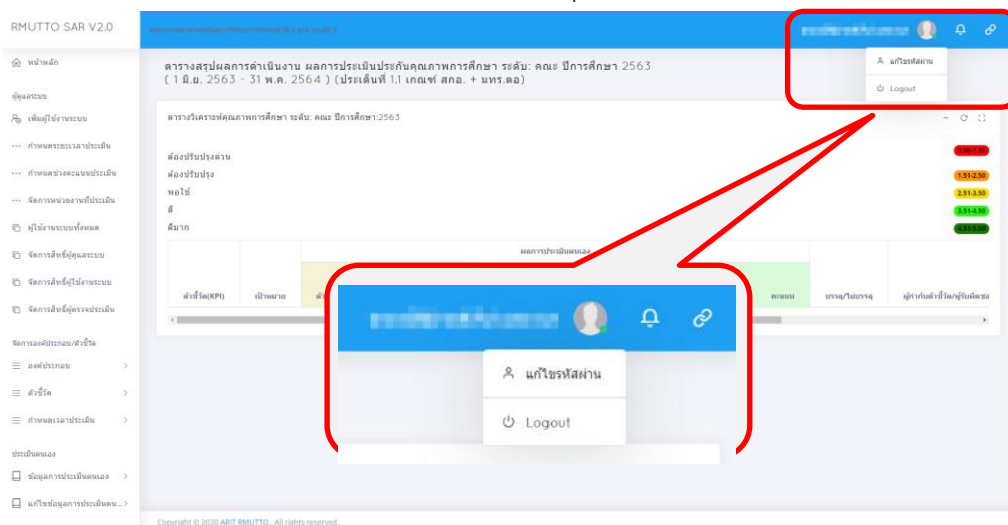 RMUTTO SAR V2.0
หน้าหลัก
ผู้ดูแลระบบ
เพิ่มผู้ใช้งานระบบ
กำหนดระยะเวลาประเมิน
กำหนดช่วงคะแนนประเมิน
จัดการหน่วยงานที่ประเมิน
ผู้ใช้งานระบบทั้งหมด
จัดการสิทธิ์ผู้ดูแลระบบ
จัดการสิทธิ์ผู้ใช้งานระบบ
จัดการสิทธิ์ผู้ตรวจประเมิน
จัดการองค์ประกอบ/ตัวชี้วัด
องค์ประกอบ
ตัวชี้วัด
กำหนดเวลาประเมิน
ประเมินตนเอง
ข้อมูลการประเมินตนเอง
แก้ไขข้อมูลการประเมินตน...
แก้ไขรหัสผ่าน
Logout
ตารางสรุปผลการดำเนินงาน ผลการประเมินประกันคุณภาพการศึกษา ระดับ: คณะ ปีการศึกษา 2563
( 1 มิ.ย. 2563 - 31 พ.ค. 2564 ) (ประเด็นที่ 1.1 เกณฑ์ สกอ. + มทร.ตอ)
ตารางวิเคราะห์คุณภาพการศึกษา ระดับ: คณะ ปีการศึกษา:2563
ต้องปรับปรุงด่วน 0.00-1.50
ต้องปรับปรุง 1.51-2.50
พอใช้ 2.51-3.50
ดี 3.51-4.50
ดีมาก 4.51-5.00
ผลการประเมินตนเอง
ตัวชี้วัด(KPI) เป้าหมาย คะแนน บรรลุ/ไม่บรรลุ ผู้กำกับตัวชี้วัด/ผู้รับผิดชอ
แก้ไขรหัสผ่าน
Logout
Copyright © 2020 ARIT RMUTTO . All rights reserved.